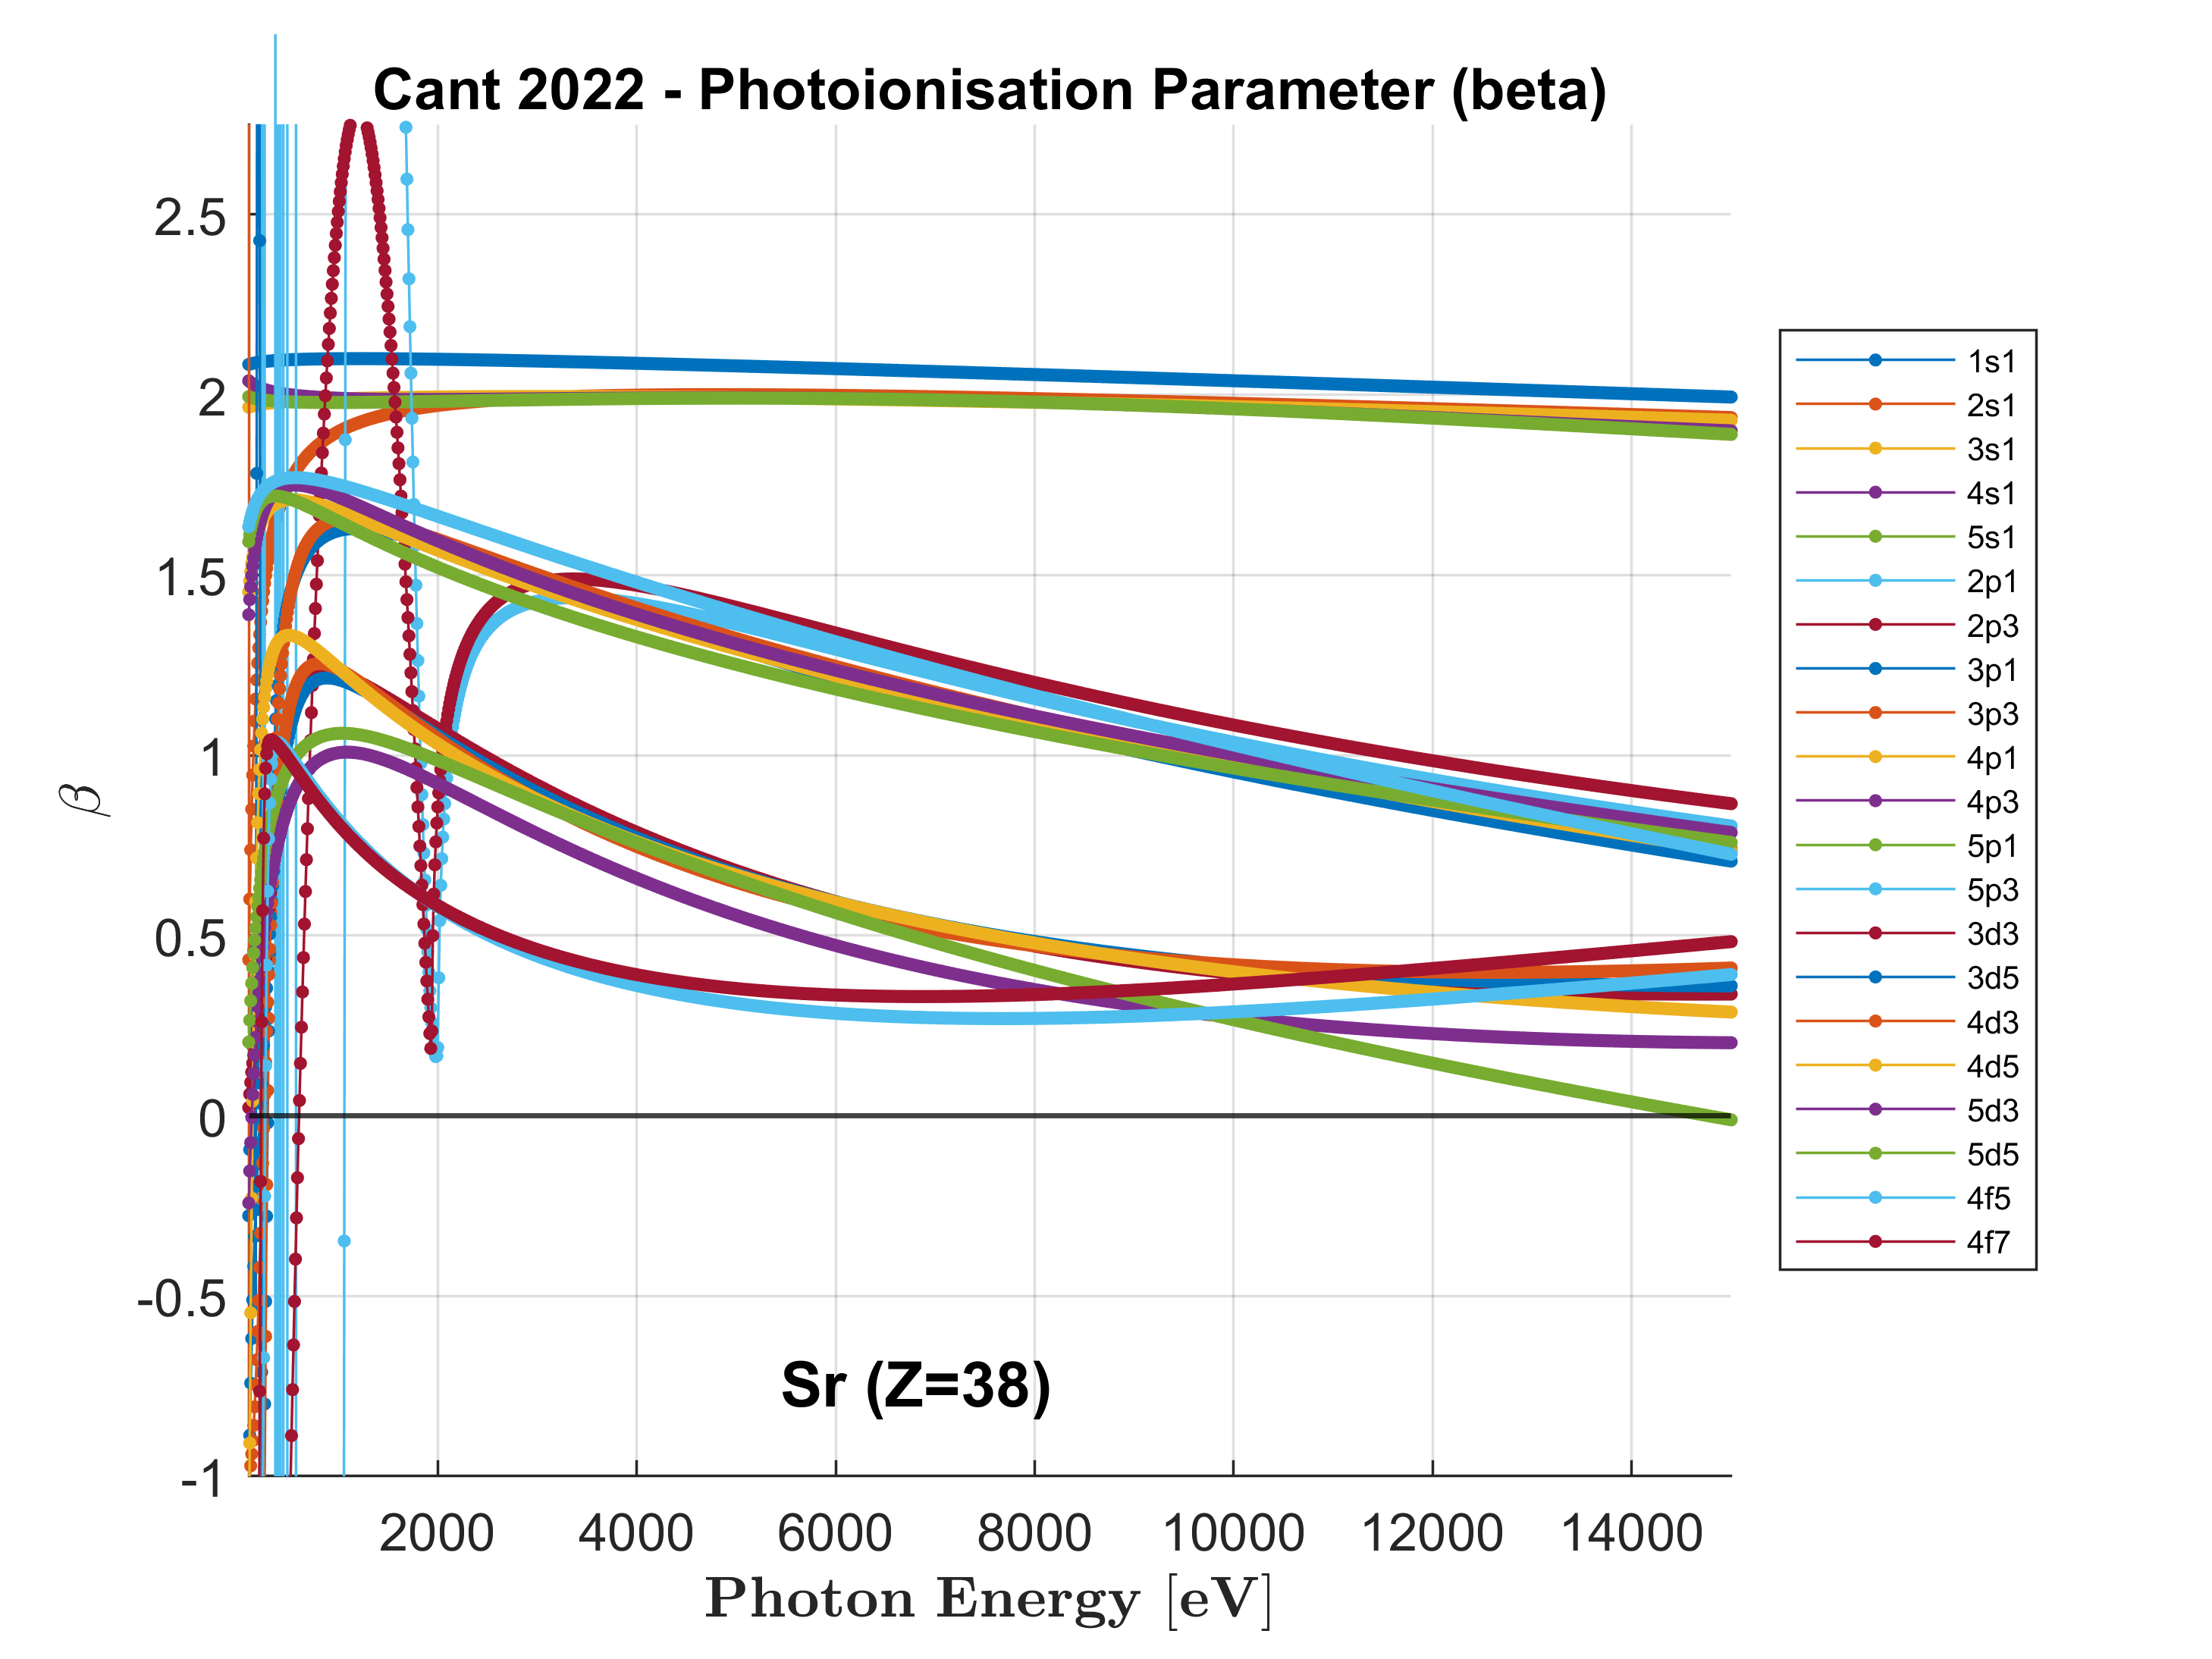 Cant 2022 - Photoionisation Parameter (beta)
2.5
2
1.5
1
0.5
0
-0.5
-1
β
2000 4000 6000 8000 10000 12000 14000
Photon Energy [eV]
Sr (Z=38)
1s1
2s1
3s1
4s1
5s1
2p1
2p3
3p1
3p3
4p1
4p3
5p1
5p3
3d3
3d5
4d3
4d5
5d3
5d5
4f5
4f7